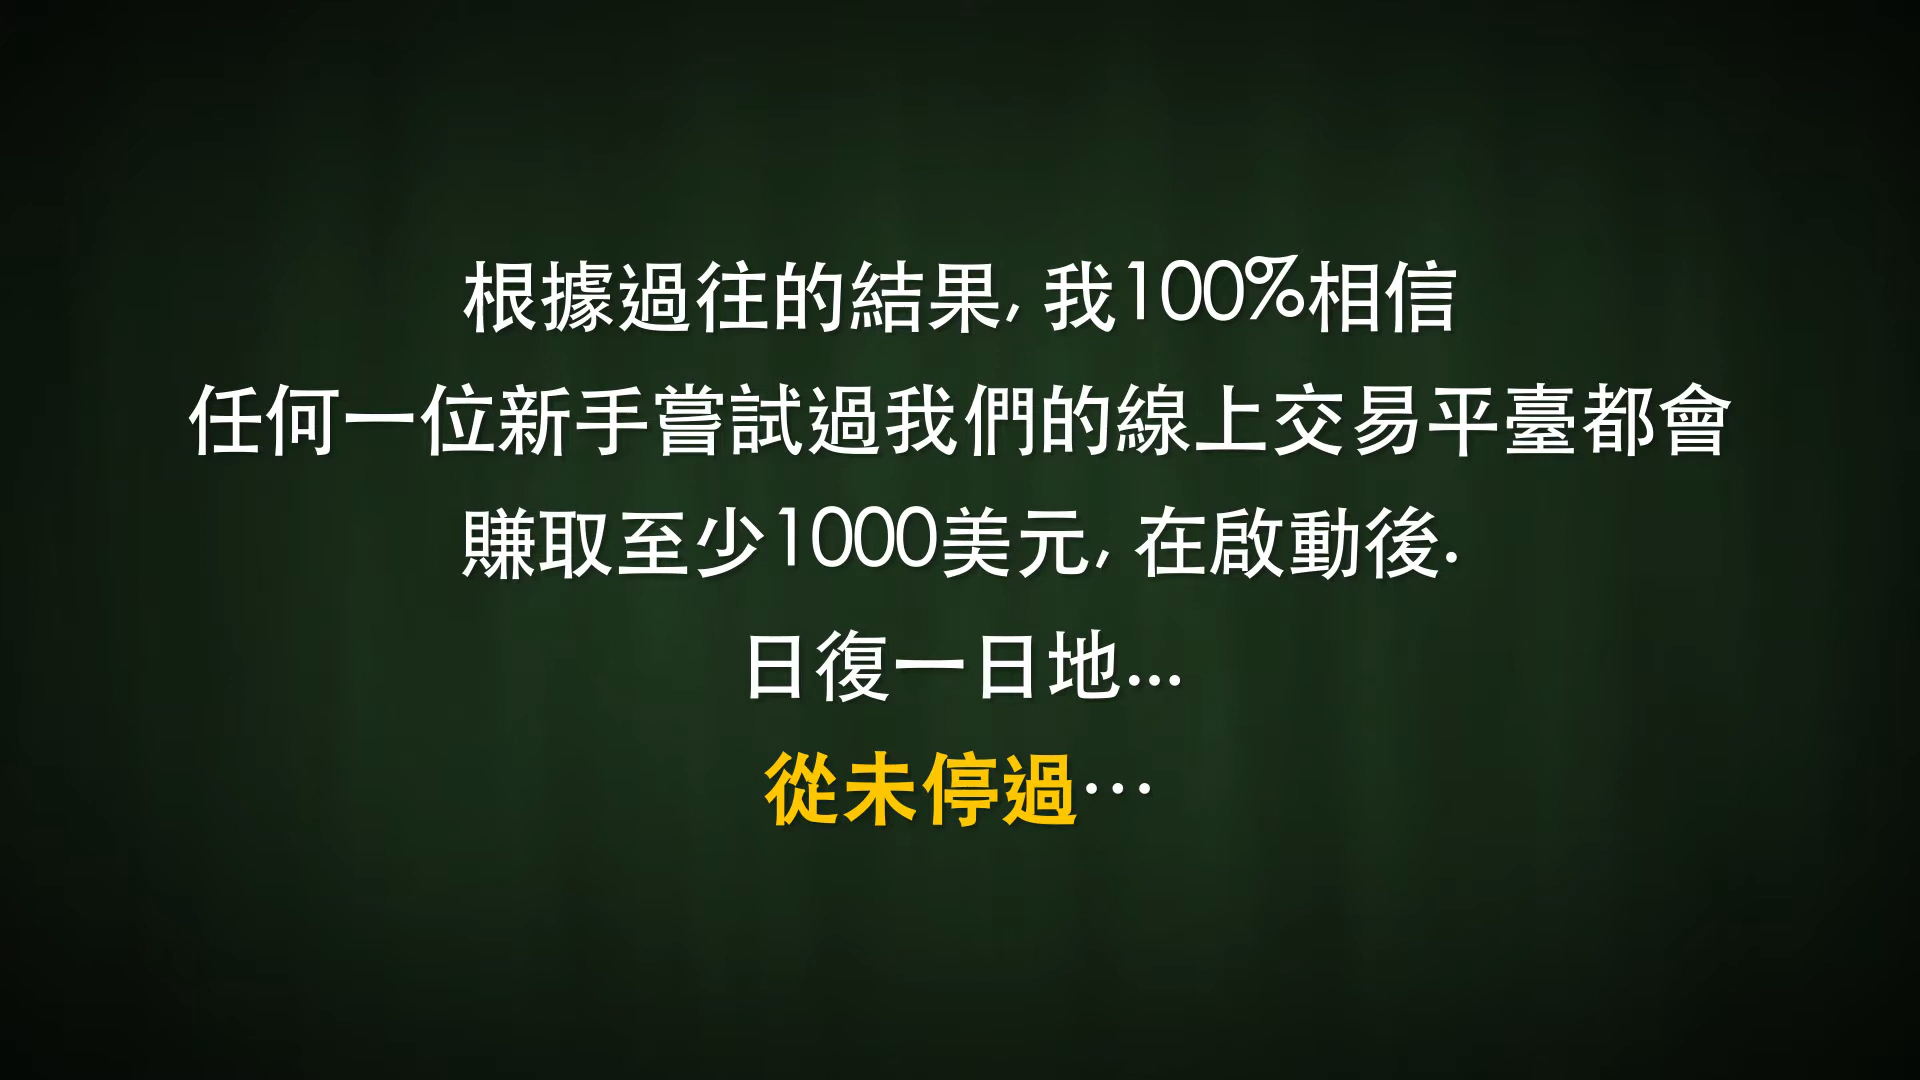 根據過往的結果, 我100%相信
任何一位新手嘗試過我們的線上交易平臺都會
賺取至少1000美元, 在啟動後.
日復一日地...
從未停過…